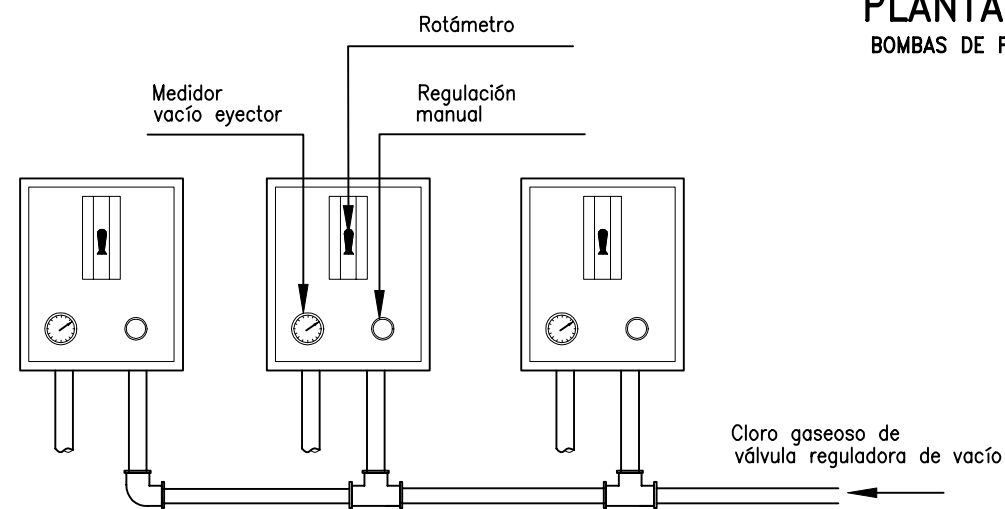 PLANTA
BOMBAS DE
Rotámetro
Medidor
vacío eyector
Regulación
manual
Cloro gaseoso de
válvula reguladora de vacío